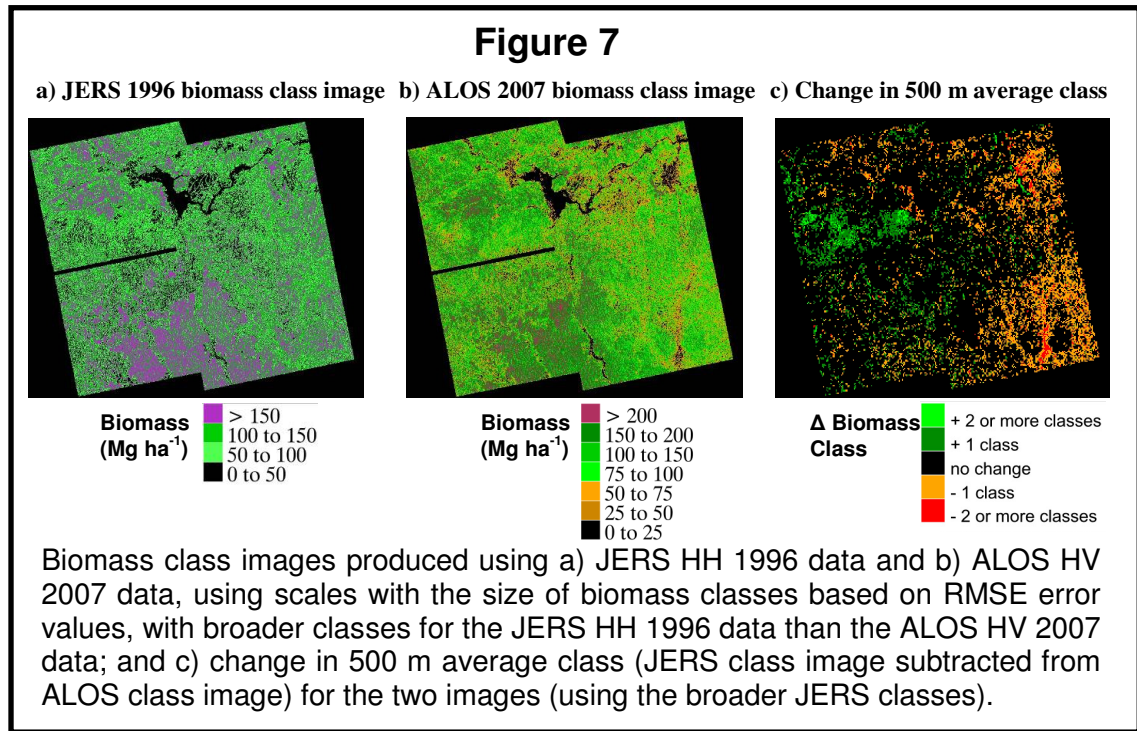 Figure 7
a) JERS 1996 biomass class image b) ALOS 2007 biomass class image c) Change in 500 m average class
Biomass
(Mg ha⁻¹)
> 150
100 to 150
50 to 100
0 to 50
Biomass
(Mg ha⁻¹)
> 200
150 to 200
100 to 150
75 to 100
50 to 75
25 to 50
0 to 25
Δ Biomass
Class
+ 2 or more classes
+ 1 class
no change
- 1 class
- 2 or more classes
Biomass class images produced using a) JERS HH 1996 data and b) ALOS HV
2007 data, using scales with the size of biomass classes based on RMSE error
values, with broader classes for the JERS HH 1996 data than the ALOS HV 2007
data; and c) change in 500 m average class (JERS class image subtracted from
ALOS class image) for the two images (using the broader JERS classes).